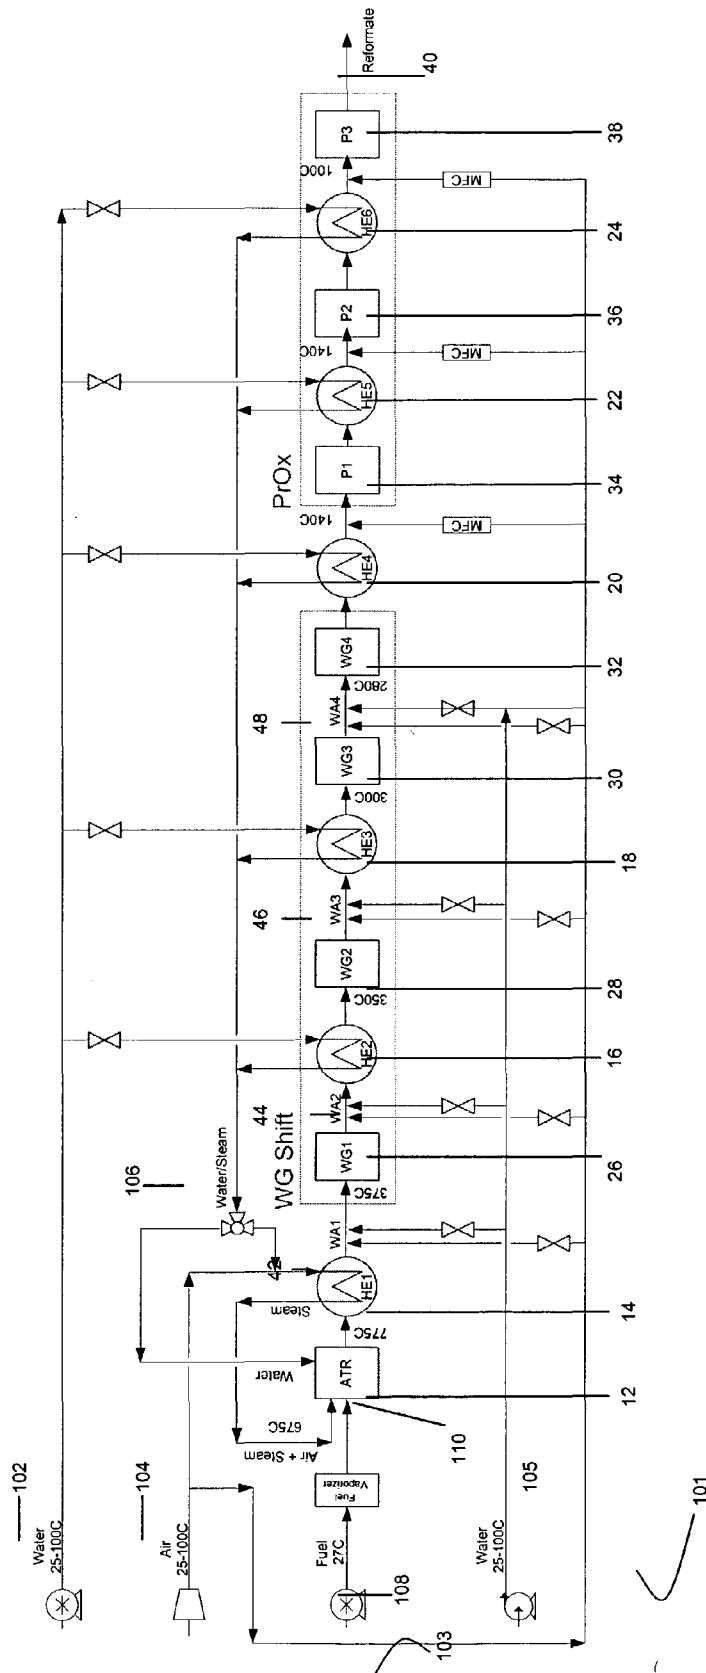 102
Water
25-100C
104
Air
25-100C
106
Water/Steam
Fuel
27C
108
Fuel
Vaporizer
Air + Steam
675C
Water
Steam
ATR
110
12
775C
HE1
42
14
WA1
WG Shift
375C
WG1
26
44
WA2
HE2
16
350C
WG2
28
46
WA3
HE3
18
300C
WG3
30
48
WA4
280C
WG4
32
HE4
20
MFC
140C
PrOx
P1
34
HE5
22
MFC
140C
P2
36
HE6
24
MFC
100C
P3
38
Reformate
40
Water
25-100C
105
103
101